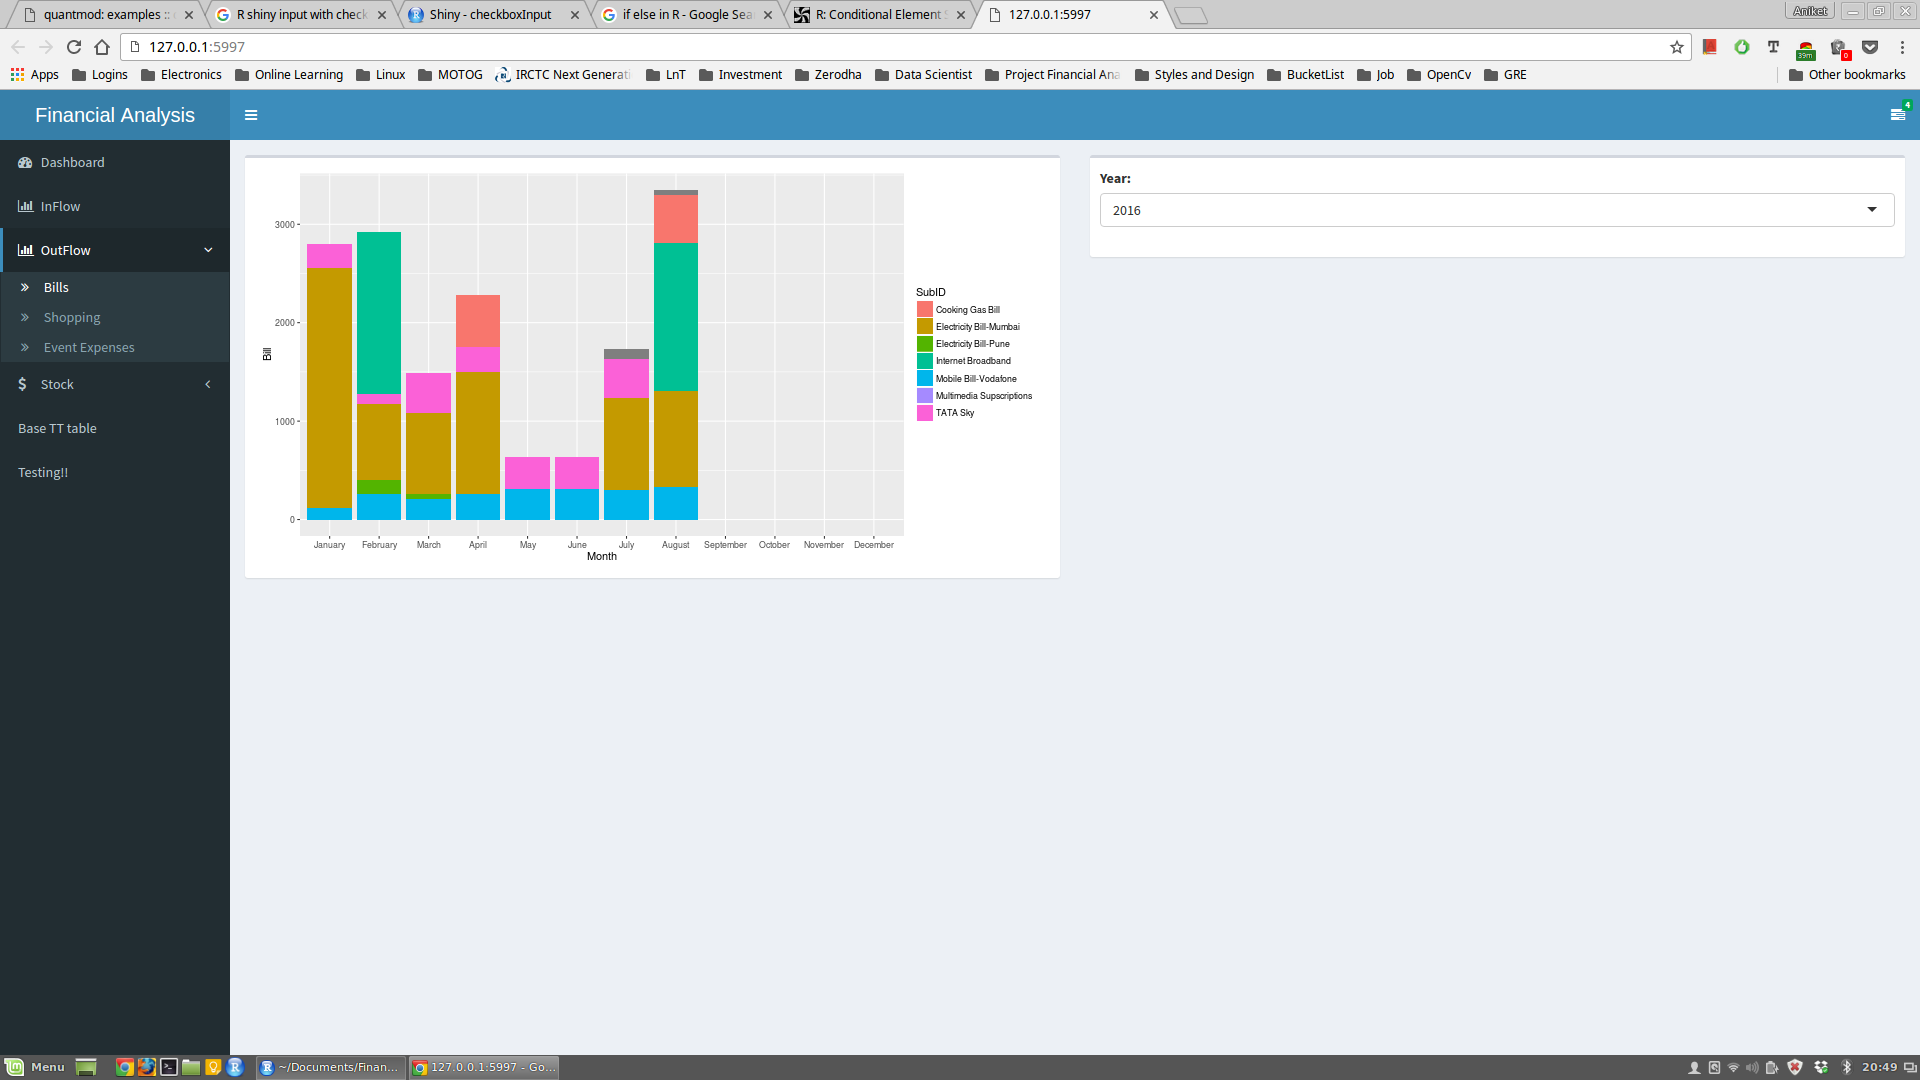 quantmod: examples ::
R shiny input with check
Shiny - checkboxInput
if else in R - Google Sea
R: Conditional Element S
127.0.0.1:5997
Aniket
127.0.0.1:5997
39m
0
Apps
Logins
Electronics
Online Learning
Linux
MOTOG
IRCTC Next Generati
LnT
Investment
Zerodha
Data Scientist
Project Financial Ana
Styles and Design
BucketList
Job
OpenCv
GRE
Other bookmarks
Financial Analysis
4
Dashboard
InFlow
OutFlow
Bills
Shopping
Event Expenses
Stock
Base TT table
Testing!!
Bill
3000
2000
1000
0
January
February
March
April
May
June
July
August
September
October
November
December
Month
SubID
Cooking Gas Bill
Electricity Bill-Mumbai
Electricity Bill-Pune
Internet Broadband
Mobile Bill-Vodafone
Multimedia Supscriptions
TATA Sky
Year:
2016
Menu
~/Documents/Finan...
127.0.0.1:5997 - Go...
20:49